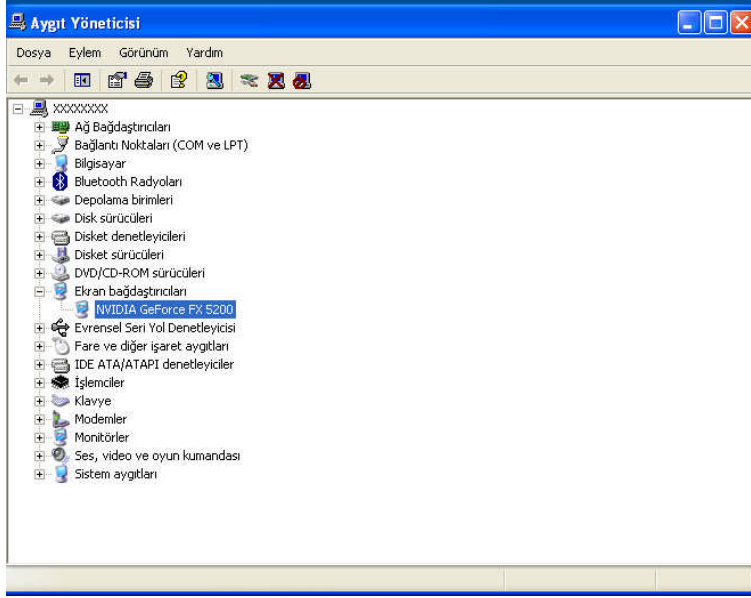 Aygıt Yöneticisi
Dosya Eylem Görünüm Yardım
XXXXXXXX
Ağ Bağdaştırıcıları
Bağlantı Noktaları (COM ve LPT)
Bilgisayar
Bluetooth Radyoları
Depolama birimleri
Disk sürücüleri
Disket denetleyicileri
Disket sürücüleri
DVD/CD-ROM sürücüleri
Ekran bağdaştırıcıları
NVIDIA GeForce FX 5200
Evrensel Seri Yol Denetleyicisi
Fare ve diğer işaret aygıtları
IDE ATA/ATAPI denetleyiciler
İşlemciler
Klavye
Modemler
Monitörler
Ses, video ve oyun kumandası
Sistem aygıtları